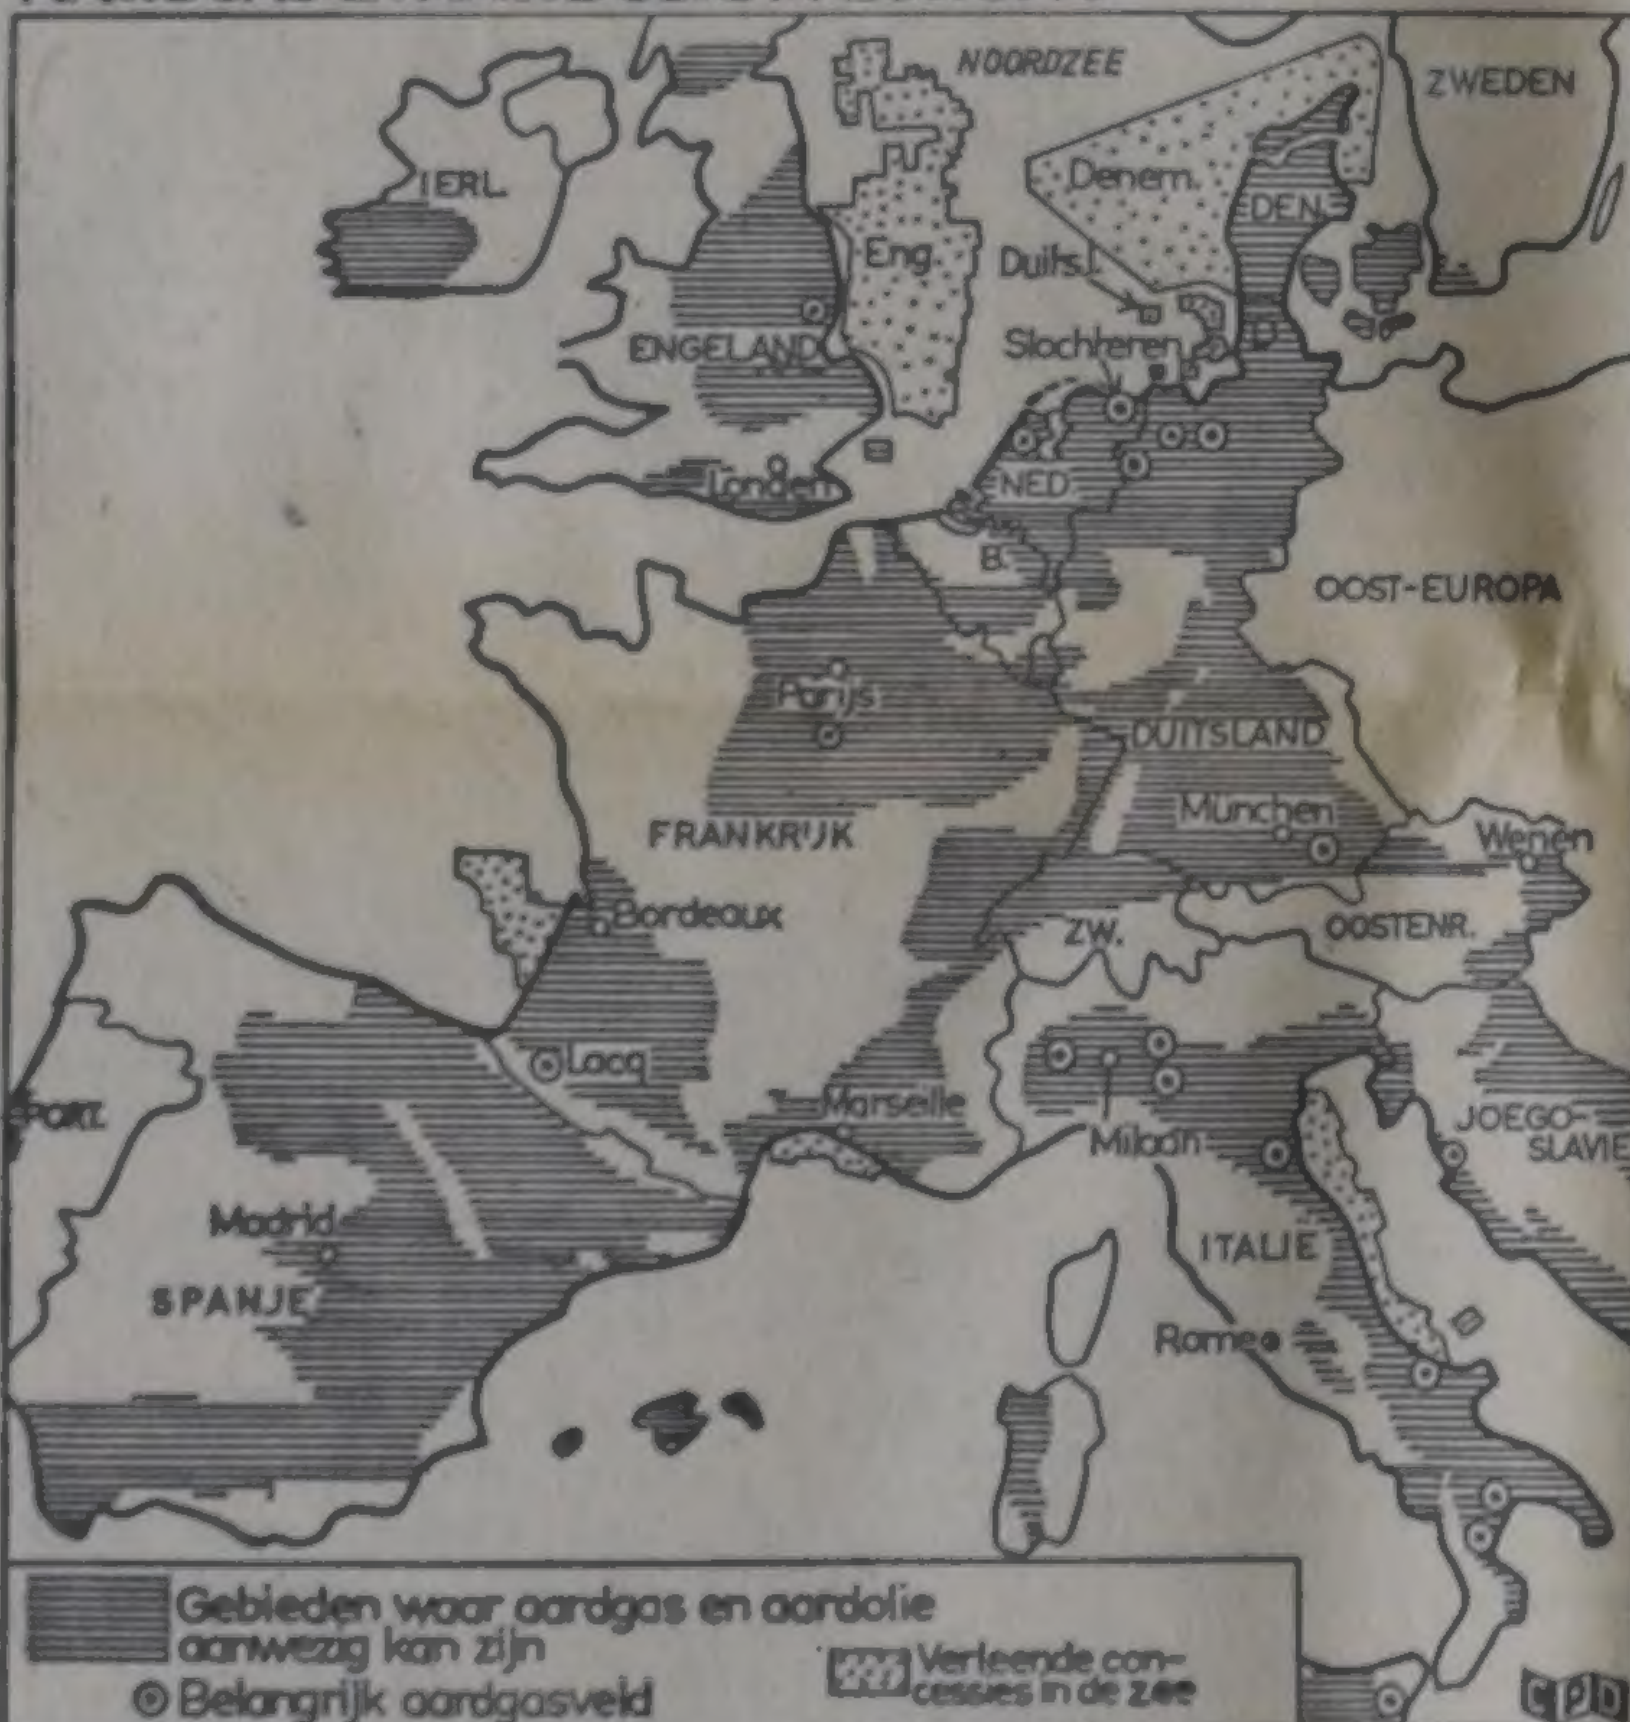 NOORDZEE
ZWEDEN
IERL.
Denem.
DEN.
Eng.
Duitsl.
Slochteren
ENGELAND
Londen
NED.
B.
OOST-EUROPA
Parijs
DUITSLAND
München
FRANKRIJK
Wenen
Bordeaux
ZW.
OOSTENR.
Lacq
Marseille
PORT.
JOEGO-
SLAVIE
Milaan
Madrid
ITALIE
SPANJE
Rome
Gebieden waar aardgas en aardolie
aanwezig kan zijn
Verleende con-
cessies in de zee
Belangrijk aardgasveld
CPD